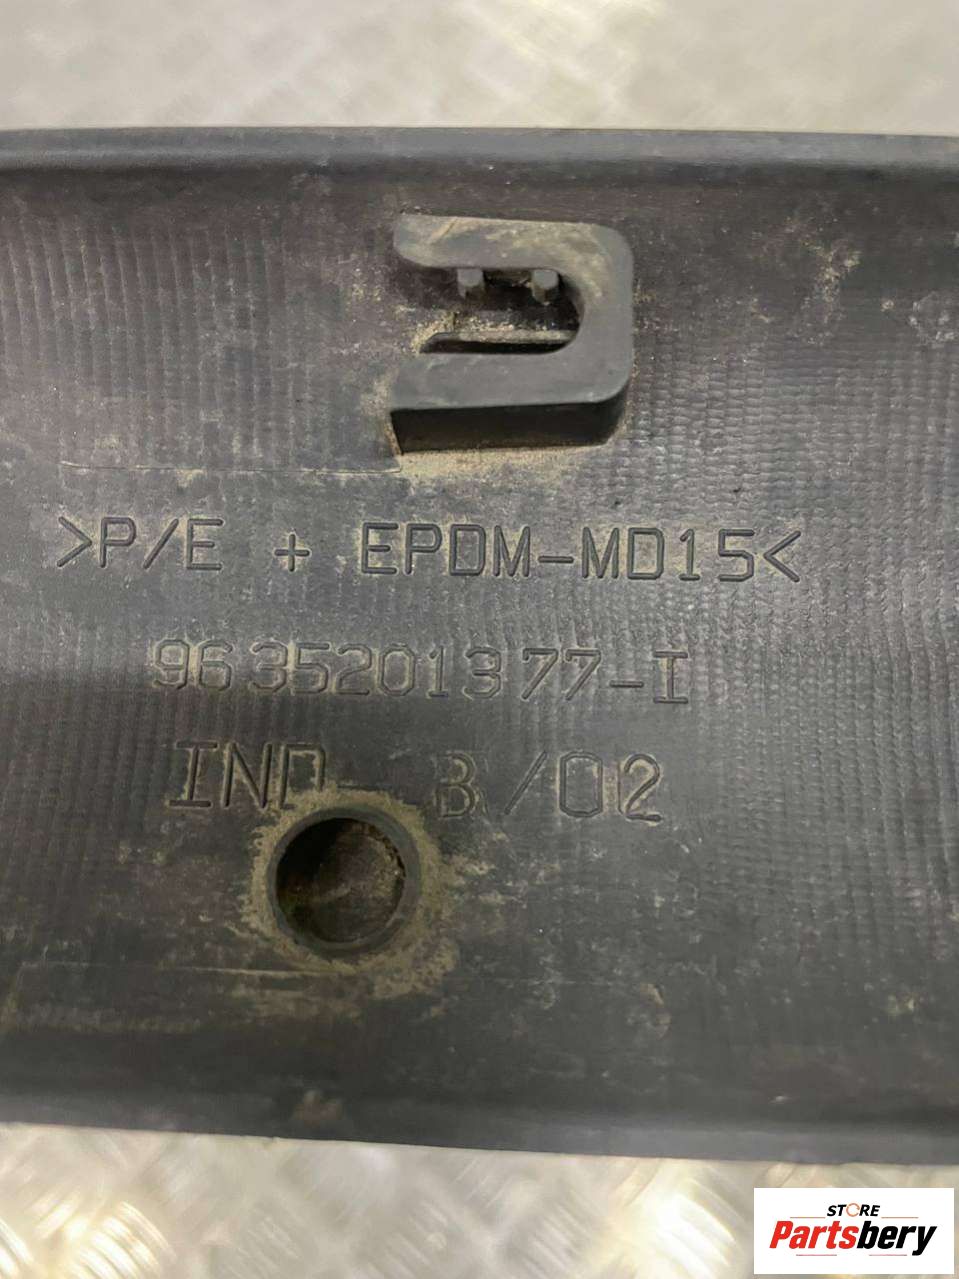 >P/E + EPDM-MD15<
9635201377-I
IND B/02
STORE
Partsbery